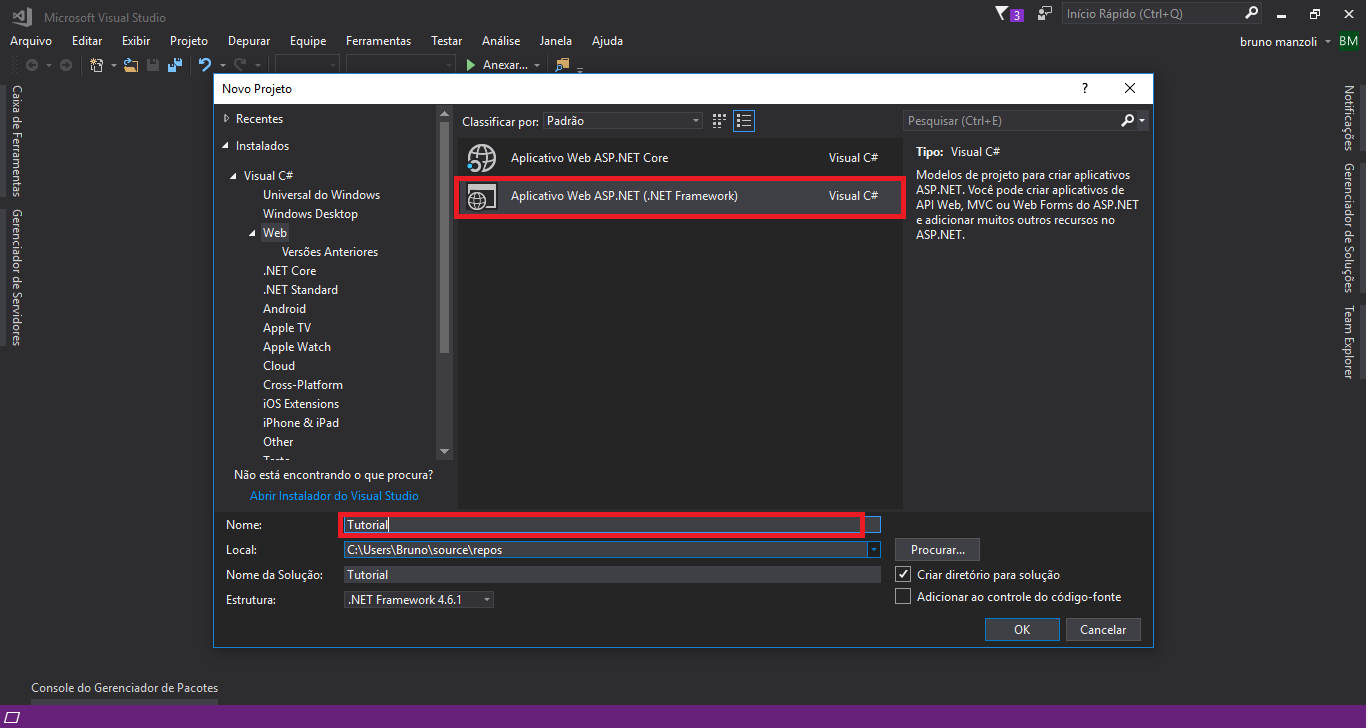 Microsoft Visual Studio
3
Início Rápido (Ctrl+Q)
Arquivo Editar Exibir Projeto Depurar Equipe Ferramentas Testar Análise Janela Ajuda
bruno manzoli BM
Anexar...
Caixa de Ferramentas
Gerenciador de Servidores
Novo Projeto
?
Recentes
Instalados
Visual C#
Universal do Windows
Windows Desktop
Web
Versões Anteriores
.NET Core
.NET Standard
Android
Apple TV
Apple Watch
Cloud
Cross-Platform
iOS Extensions
iPhone & iPad
Other
Não está encontrando o que procura?
Abrir Instalador do Visual Studio
Classificar por: Padrão
Aplicativo Web ASP.NET Core Visual C#
Aplicativo Web ASP.NET (.NET Framework) Visual C#
Pesquisar (Ctrl+E)
Tipo: Visual C#
Modelos de projeto para criar aplicativos
ASP.NET. Você pode criar aplicativos de
API Web, MVC ou Web Forms do ASP.NET
e adicionar muitos outros recursos no
ASP.NET.
Nome: Tutorial
Local: C:\Users\Bruno\source\repos
Procurar...
Nome da Solução: Tutorial
Criar diretório para solução
Estrutura: .NET Framework 4.6.1
Adicionar ao controle do código-fonte
OK Cancelar
Notificações
Gerenciador de Soluções
Team Explorer
Console do Gerenciador de Pacotes